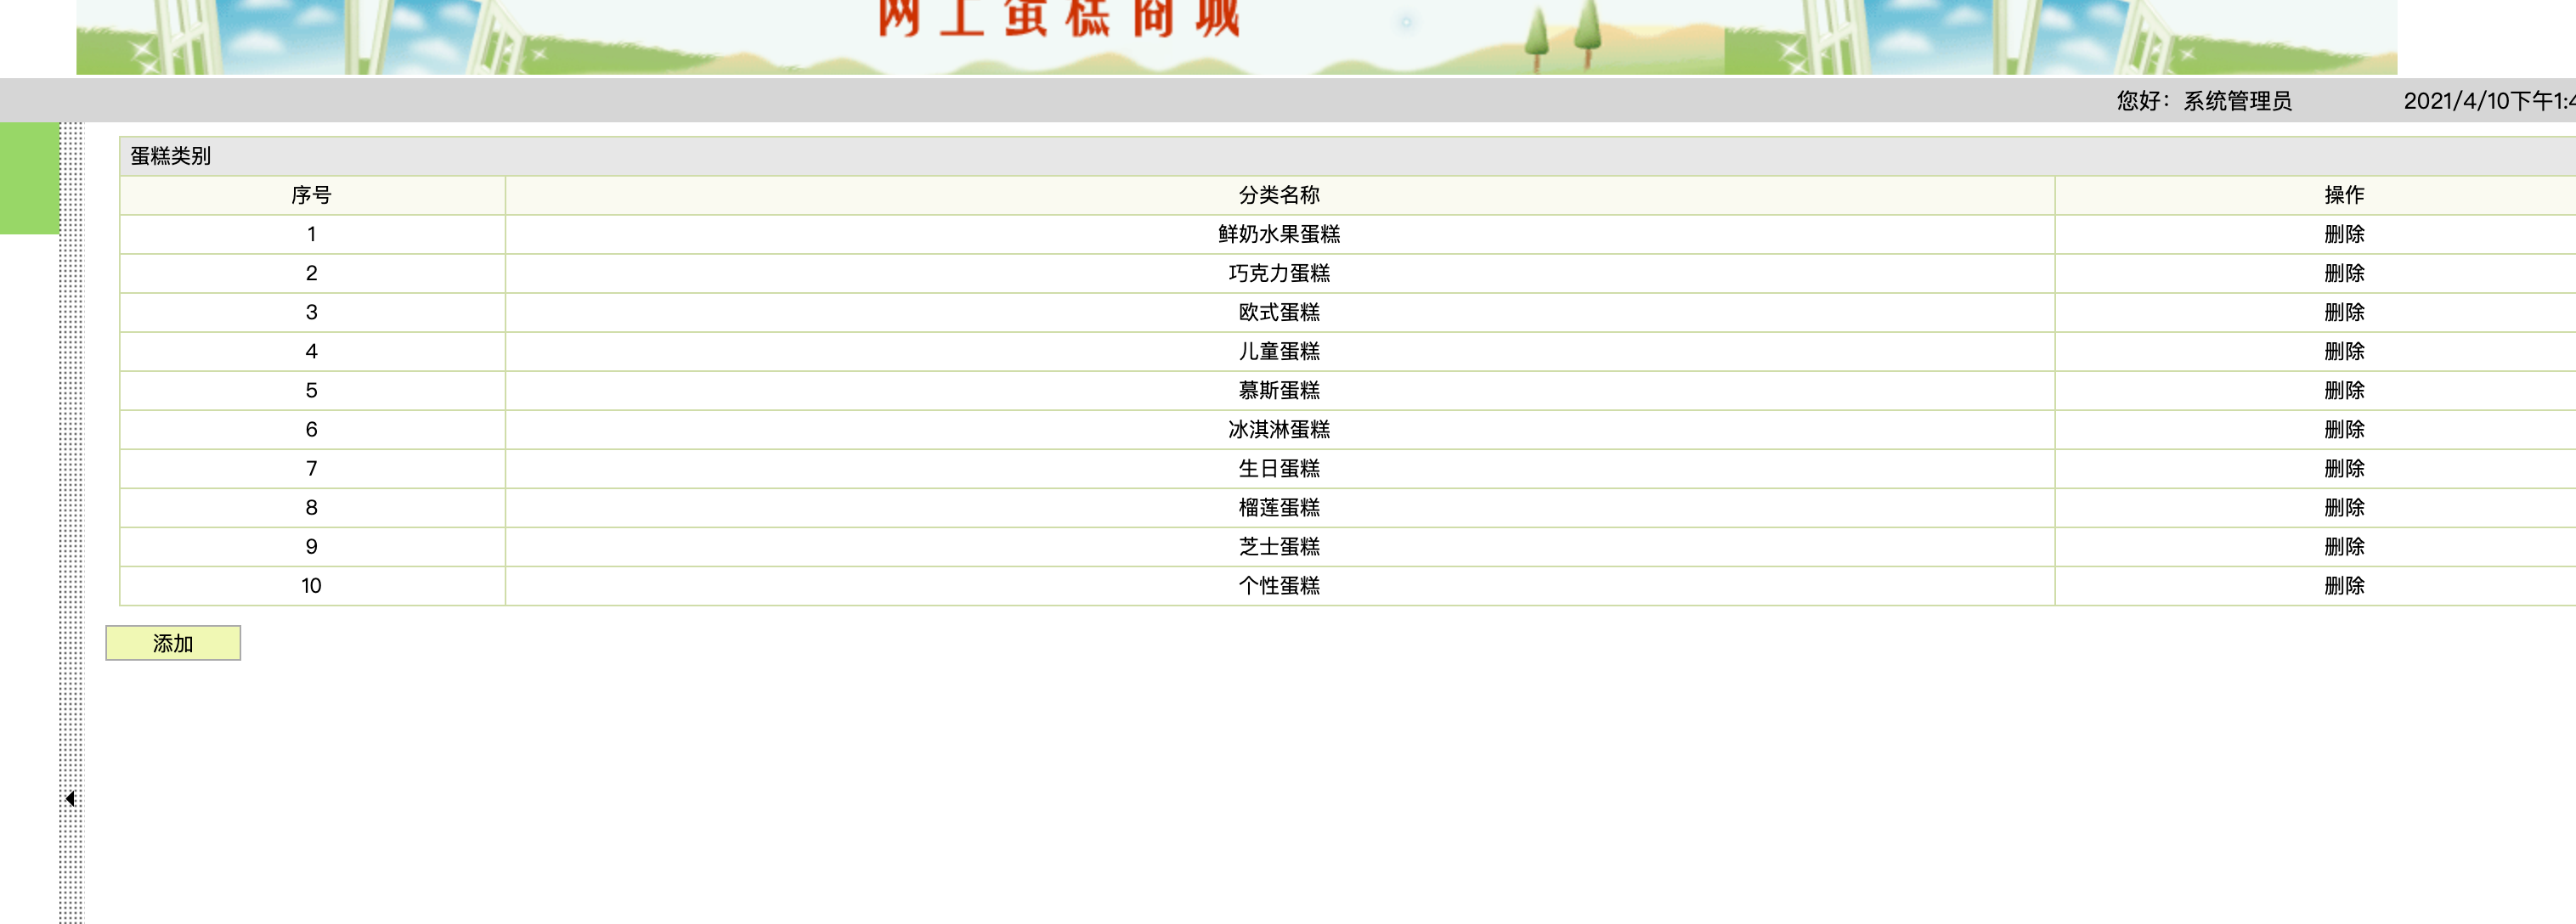 网上蛋糕商城
您好：系统管理员 2021/4/10下午1:4
蛋糕类别
序号 分类名称 操作
1 鲜奶水果蛋糕 删除
2 巧克力蛋糕 删除
3 欧式蛋糕 删除
4 儿童蛋糕 删除
5 慕斯蛋糕 删除
6 冰淇淋蛋糕 删除
7 生日蛋糕 删除
8 榴莲蛋糕 删除
9 芝士蛋糕 删除
10 个性蛋糕 删除
添加